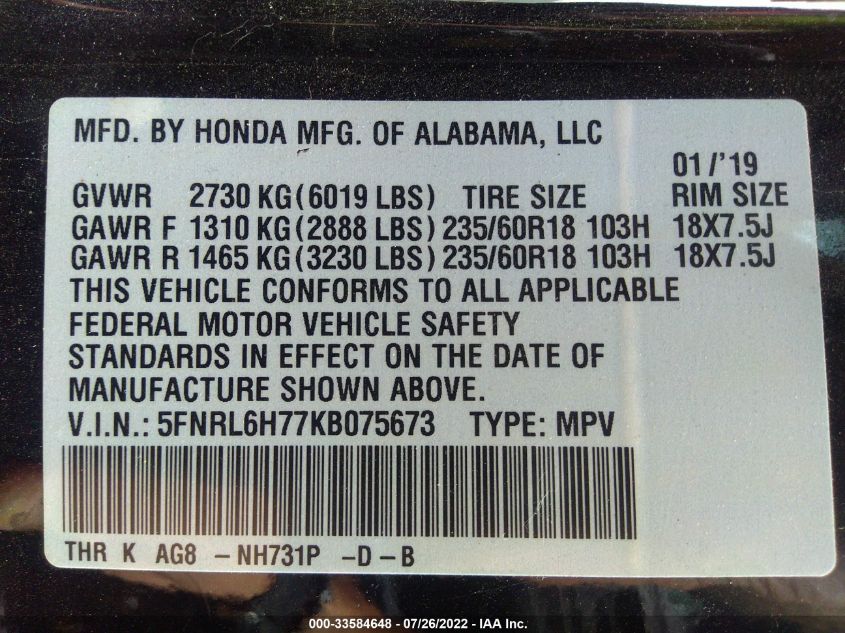 MFD. BY HONDA MFG. OF ALABAMA, LLC
01/'19
GVWR 2730 KG(6019 LBS) TIRE SIZE RIM SIZE
GAWR F 1310 KG(2888 LBS) 235/60R18 103H 18X7.5J
GAWR R 1465 KG(3230 LBS) 235/60R18 103H 18X7.5J
THIS VEHICLE CONFORMS TO ALL APPLICABLE
FEDERAL MOTOR VEHICLE SAFETY
STANDARDS IN EFFECT ON THE DATE OF
MANUFACTURE SHOWN ABOVE.
V.I.N.: 5FNRL6H77KB075673 TYPE: MPV
THR K AG8 -NH731P -D-B
000-33584648 - 07/26/2022 - IAA Inc.